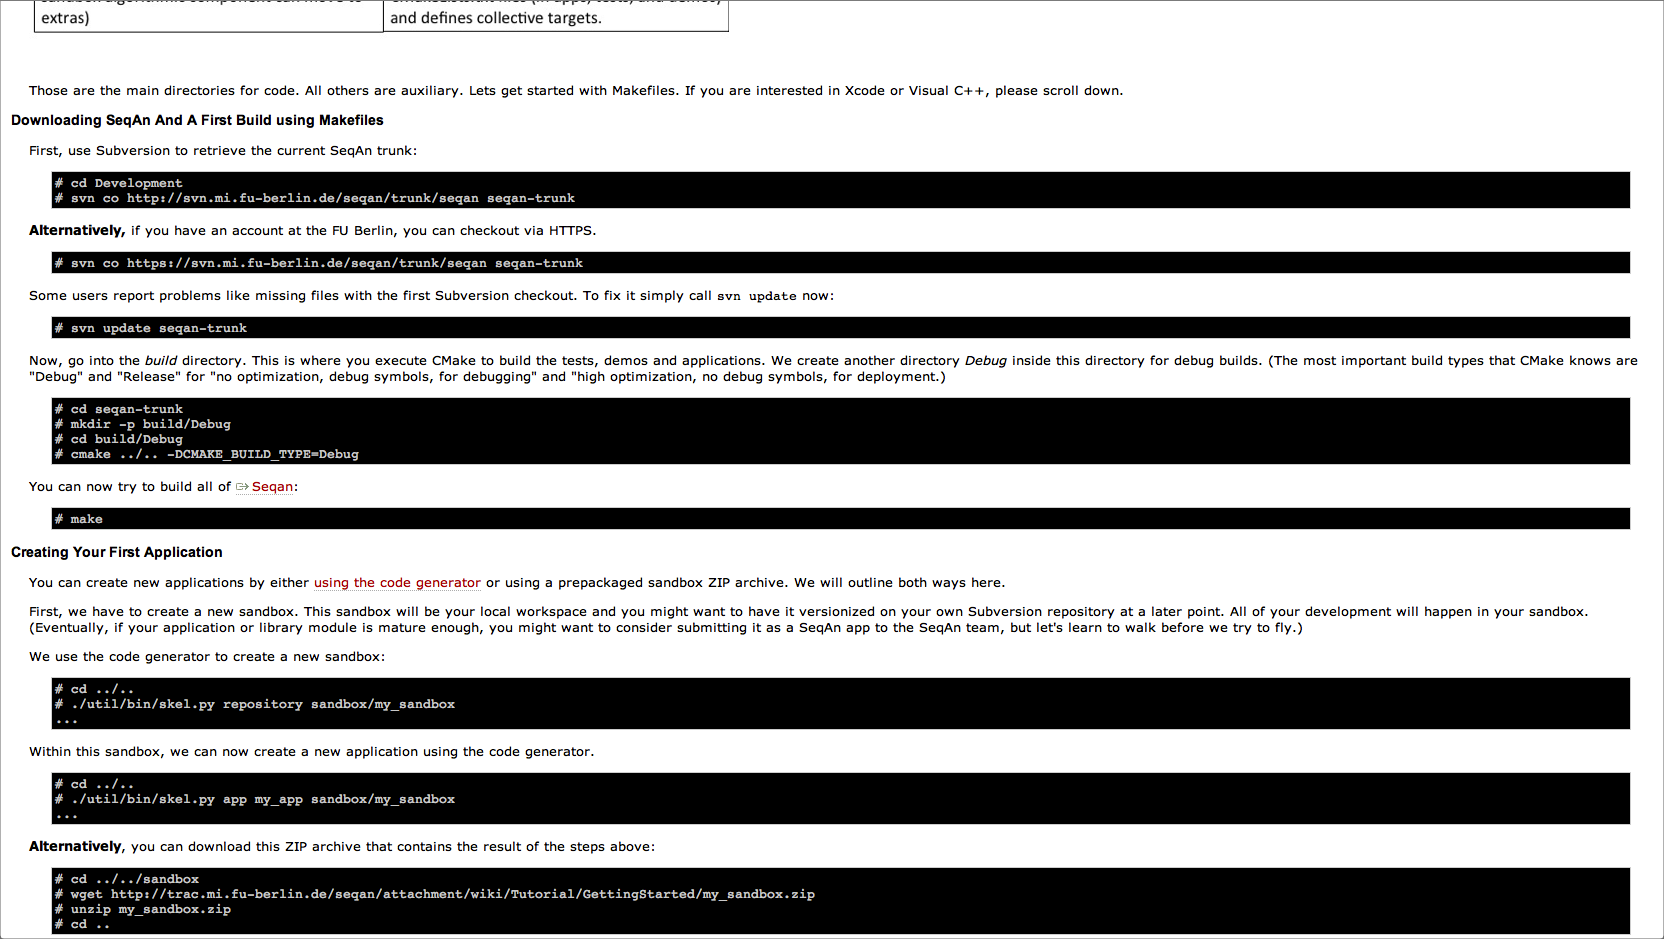 extras)
and defines collective targets.
Those are the main directories for code. All others are auxiliary. Lets get started with Makefiles. If you are interested in Xcode or Visual C++, please scroll down.
Downloading SeqAn And A First Build using Makefiles
First, use Subversion to retrieve the current SeqAn trunk:
# cd Development
# svn co http://svn.mi.fu-berlin.de/seqan/trunk/seqan seqan-trunk
Alternatively, if you have an account at the FU Berlin, you can checkout via HTTPS.
# svn co https://svn.mi.fu-berlin.de/seqan/trunk/seqan seqan-trunk
Some users report problems like missing files with the first Subversion checkout. To fix it simply call svn update now:
# svn update seqan-trunk
Now, go into the build directory. This is where you execute CMake to build the tests, demos and applications. We create another directory Debug inside this directory for debug builds. (The most important build types that CMake knows are
"Debug" and "Release" for "no optimization, debug symbols, for debugging" and "high optimization, no debug symbols, for deployment.)
# cd seqan-trunk
# mkdir -p build/Debug
# cd build/Debug
# cmake ../.. -DCMAKE_BUILD_TYPE=Debug
You can now try to build all of Seqan:
# make
Creating Your First Application
You can create new applications by either using the code generator or using a prepackaged sandbox ZIP archive. We will outline both ways here.
First, we have to create a new sandbox. This sandbox will be your local workspace and you might want to have it versionized on your own Subversion repository at a later point. All of your development will happen in your sandbox.
(Eventually, if your application or library module is mature enough, you might want to consider submitting it as a SeqAn app to the SeqAn team, but let's learn to walk before we try to fly.)
We use the code generator to create a new sandbox:
# cd ../..
# ./util/bin/skel.py repository sandbox/my_sandbox
...
Within this sandbox, we can now create a new application using the code generator.
# cd ../..
# ./util/bin/skel.py app my_app sandbox/my_sandbox
...
Alternatively, you can download this ZIP archive that contains the result of the steps above:
# cd ../../sandbox
# wget http://trac.mi.fu-berlin.de/seqan/attachment/wiki/Tutorial/GettingStarted/my_sandbox.zip
# unzip my_sandbox.zip
# cd ..